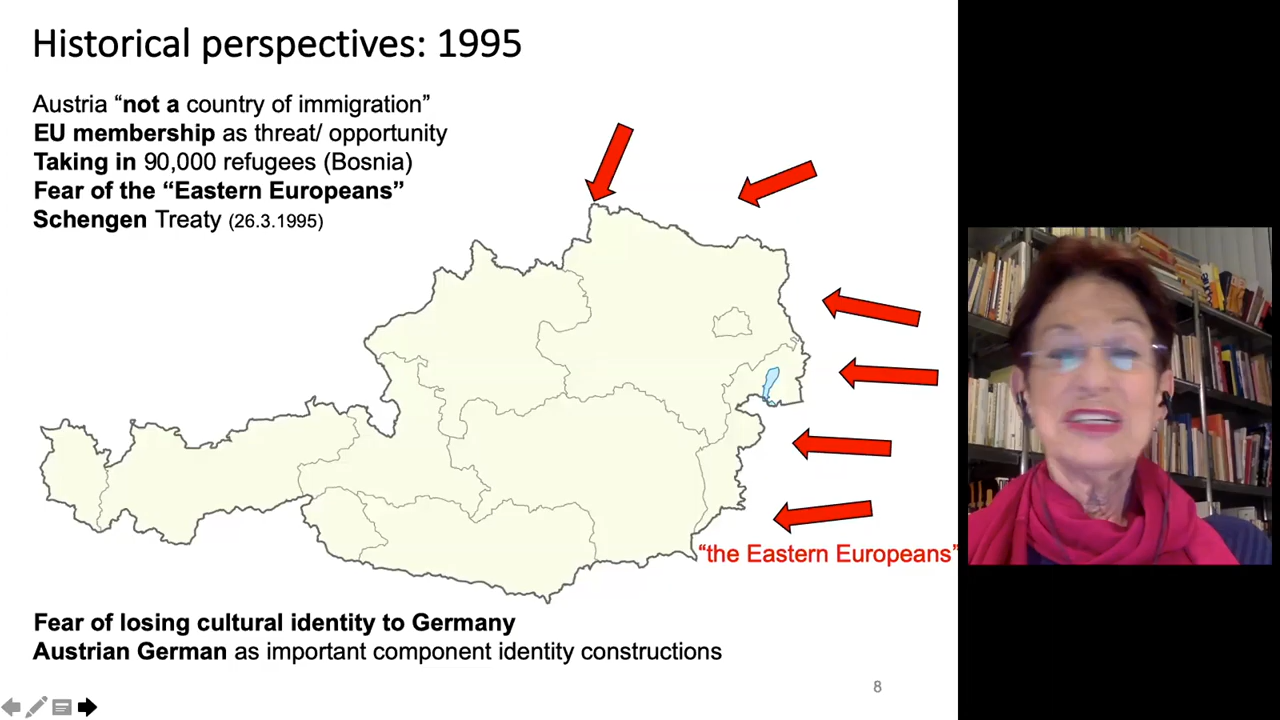 Historical perspectives: 1995
Austria “not a country of immigration”
EU membership as threat/ opportunity
Taking in 90,000 refugees (Bosnia)
Fear of the “Eastern Europeans”
Schengen Treaty (26.3.1995)
“the Eastern Europeans”
Fear of losing cultural identity to Germany
Austrian German as important component identity constructions
8